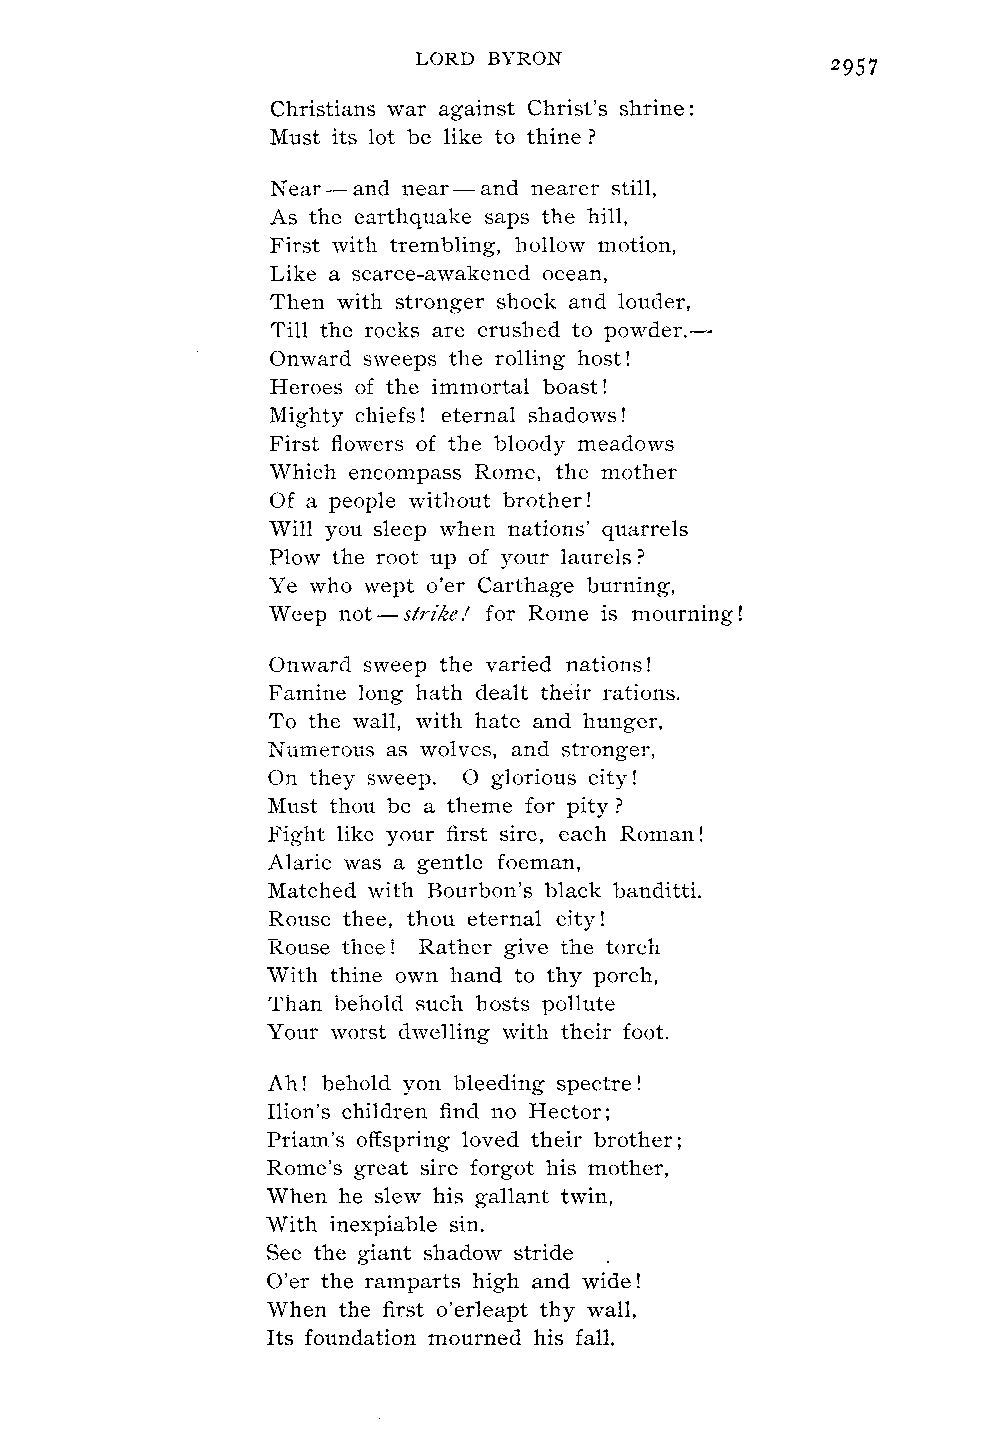 LORD BYRON
2957
Christians war against Christ's shrine:
Must its lot be like to thine?
Near — and near — and nearer still,
As the earthquake saps the hill,
First with trembling, hollow motion,
Like a scarce-awakened ocean,
Then with stronger shock and louder,
Till the rocks are crushed to powder.—
Onward sweeps the rolling host!
Heroes of the immortal boast!
Mighty chiefs! eternal shadows!
First flowers of the bloody meadows
Which encompass Rome, the mother
Of a people without brother!
Will you sleep when nations' quarrels
Plow the root up of your laurels?
Ye who wept o'er Carthage burning,
Weep not — strike! for Rome is mourning!
Onward sweep the varied nations!
Famine long hath dealt their rations.
To the wall, with hate and hunger,
Numerous as wolves, and stronger,
On they sweep. O glorious city!
Must thou be a theme for pity?
Fight like your first sire, each Roman!
Alaric was a gentle foeman,
Matched with Bourbon's black banditti.
Rouse thee, thou eternal city!
Rouse thee! Rather give the torch
With thine own hand to thy porch,
Than behold such hosts pollute
Your worst dwelling with their foot.
Ah! behold yon bleeding spectre!
Ilion's children find no Hector;
Priam's offspring loved their brother;
Rome's great sire forgot his mother,
When he slew his gallant twin,
With inexpiable sin.
See the giant shadow stride
O'er the ramparts high and wide!
When the first o'erleapt thy wall,
Its foundation mourned his fall.